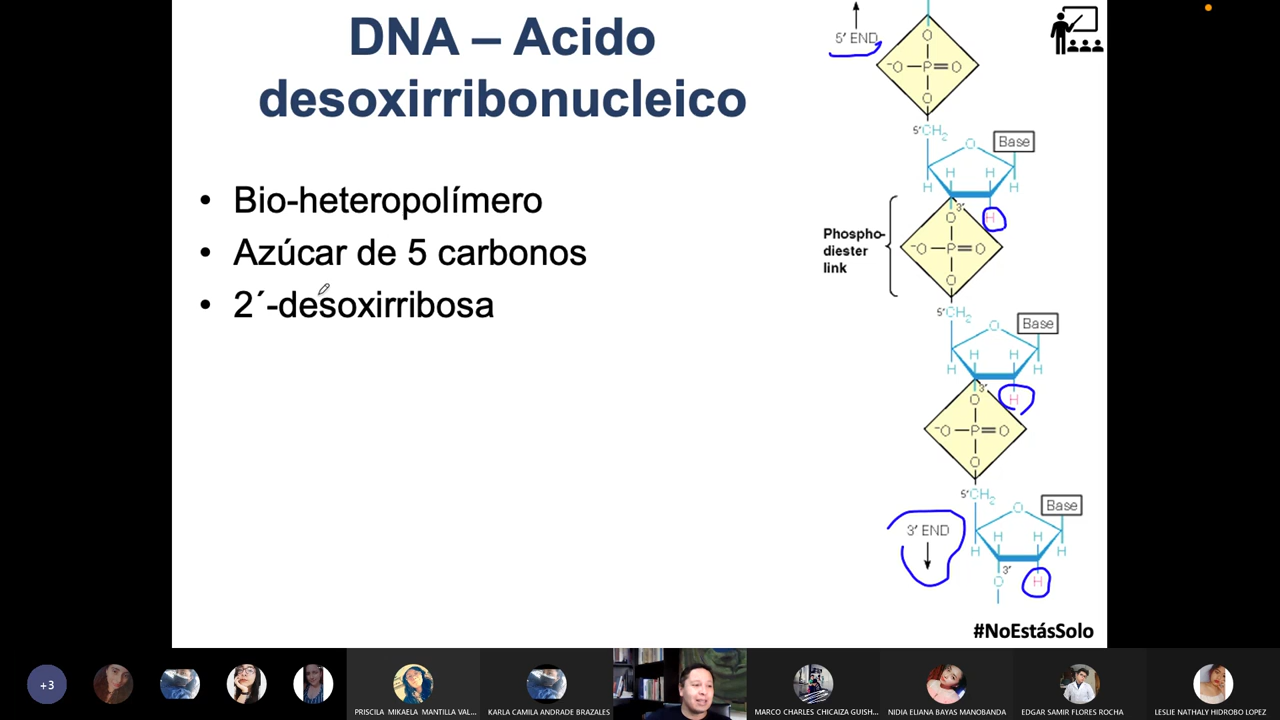 DNA – Acido
desoxirribonucleico
• Bio-heteropolímero
• Azúcar de 5 carbonos
• 2´-desoxirribosa
5′ END
O
⁻O—P=O
O
5′CH₂
O
Base
H H
H H
3′
H
Phospho-
diester
link
O
⁻O—P=O
O
5′CH₂
O
Base
H H
H H
3′
H
O
⁻O—P=O
O
5′CH₂
O
Base
3′ END
H H
H H
3′
O
H
#NoEstásSolo
+3
PRISCILA MIKAELA MANTILLA VAL...
KARLA CAMILA ANDRADE BRAZALES
MARCO CHARLES CHICAIZA GUISH...
NIDIA ELIANA BAYAS MANOBANDA
EDGAR SAMIR FLORES ROCHA
LESLIE NATHALY HIDROBO LOPEZ